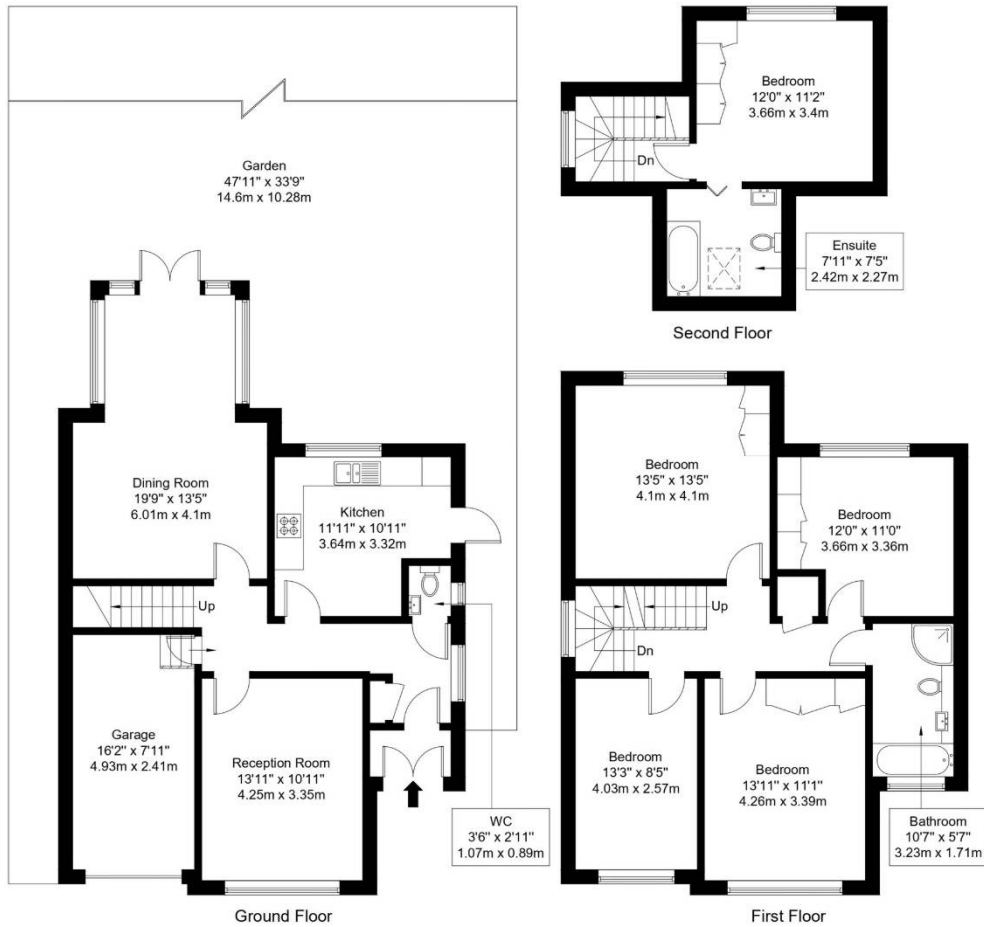 Garden
47'11" x 33'9"
14.6m x 10.28m
Dining Room
19'9" x 13'5"
6.01m x 4.1m
Kitchen
11'11" x 10'11"
3.64m x 3.32m
Up
Garage
16'2" x 7'11"
4.93m x 2.41m
Reception Room
13'11" x 10'11"
4.25m x 3.35m
WC
3'6" x 2'11"
1.07m x 0.89m
Ground Floor
Bedroom
12'0" x 11'2"
3.66m x 3.4m
Dn
Ensuite
7'11" x 7'5"
2.42m x 2.27m
Second Floor
Bedroom
13'5" x 13'5"
4.1m x 4.1m
Bedroom
12'0" x 11'0"
3.66m x 3.36m
Up
Dn
Bedroom
13'3" x 8'5"
4.03m x 2.57m
Bedroom
13'11" x 11'1"
4.26m x 3.39m
Bathroom
10'7" x 5'7"
3.23m x 1.71m
First Floor